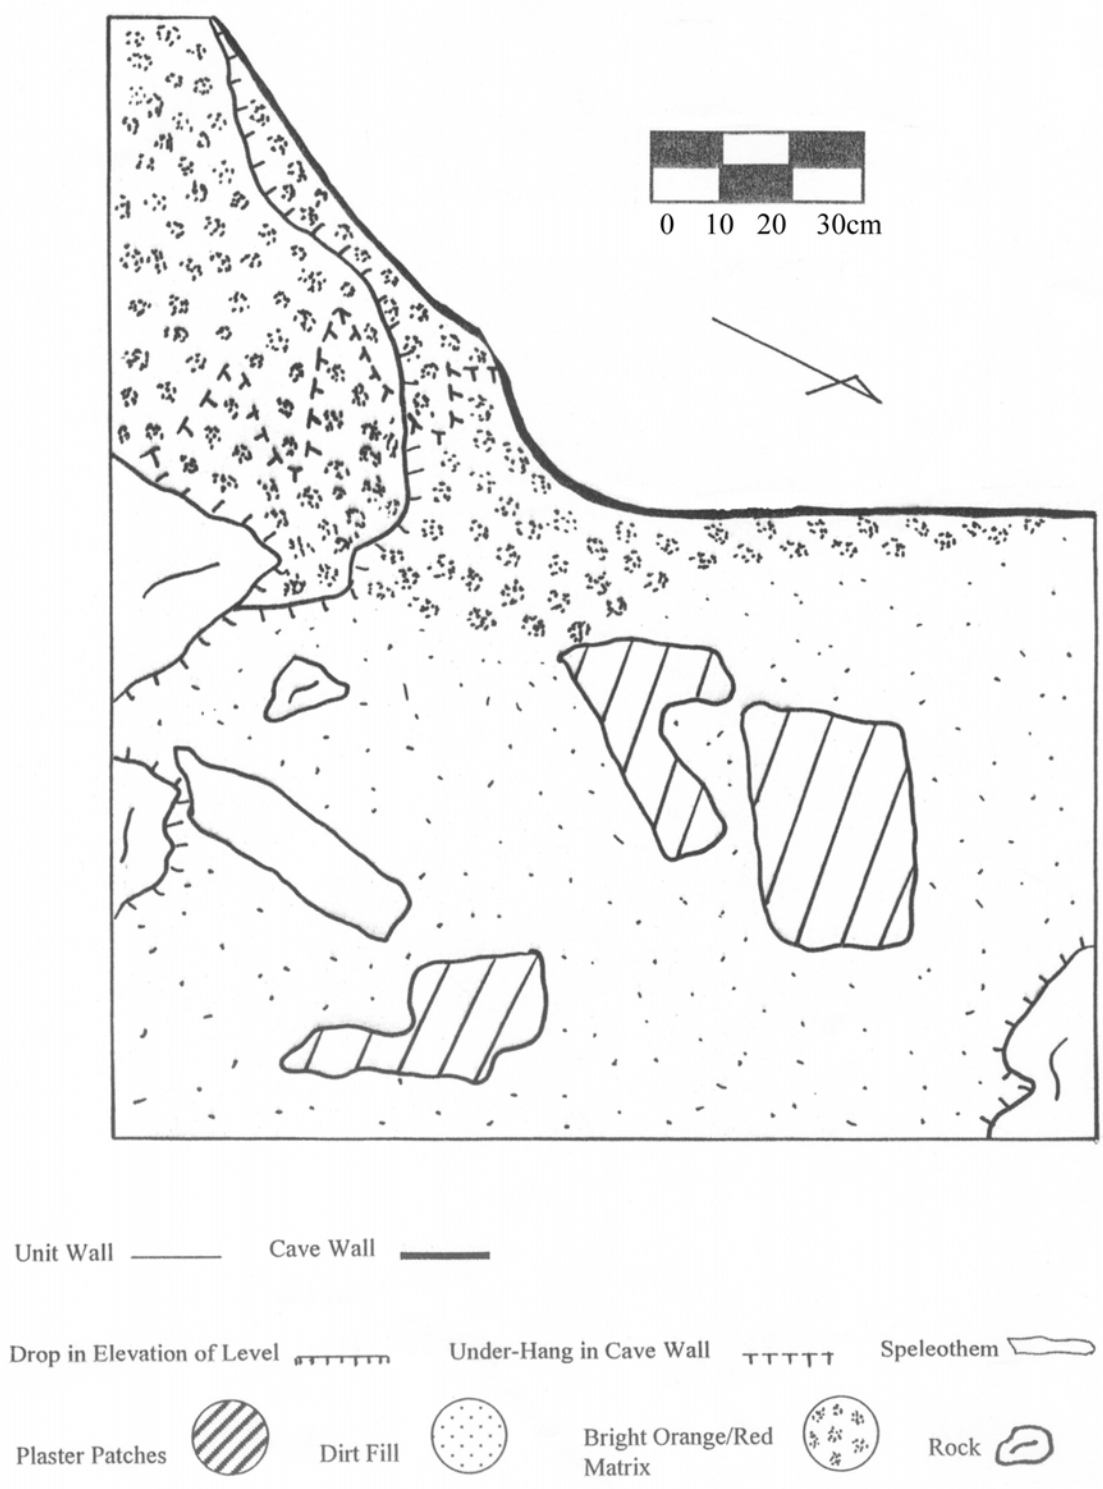 0 10 20 30cm
Unit Wall
Cave Wall
Drop in Elevation of Level
Under-Hang in Cave Wall
Speleothem
Plaster Patches
Dirt Fill
Bright Orange/Red
Matrix
Rock